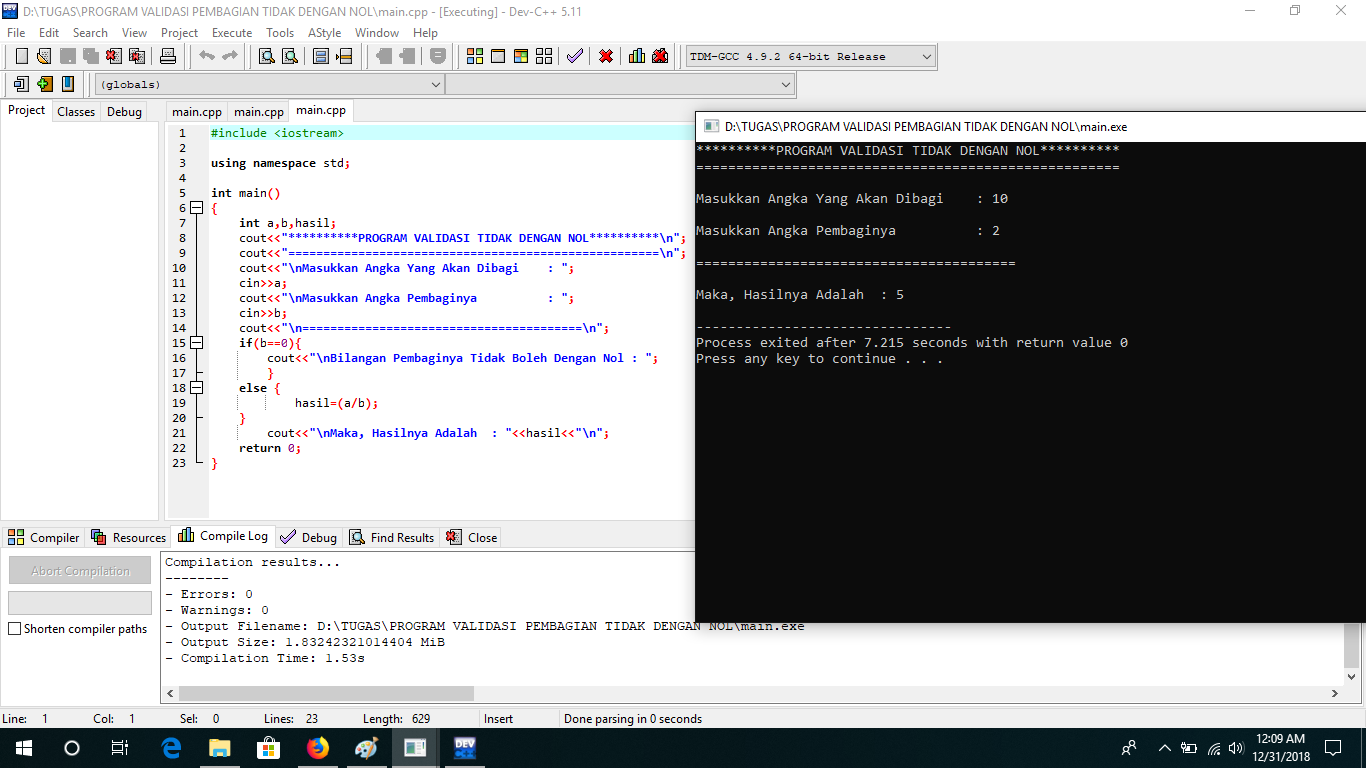 D:\TUGAS\PROGRAM VALIDASI PEMBAGIAN TIDAK DENGAN NOL\main.cpp - [Executing] - Dev-C++ 5.11
File Edit Search View Project Execute Tools AStyle Window Help
TDM-GCC 4.9.2 64-bit Release
(globals)
Project Classes Debug
main.cpp main.cpp main.cpp
1 #include <iostream>
2
3 using namespace std;
4
5 int main()
6 {
7 int a,b,hasil;
8 cout<<"**********PROGRAM VALIDASI TIDAK DENGAN NOL**********\n";
9 cout<<"=====================================================\n";
10 cout<<"\nMasukkan Angka Yang Akan Dibagi    : ";
11 cin>>a;
12 cout<<"\nMasukkan Angka Pembaginya          : ";
13 cin>>b;
14 cout<<"\n========================================\n";
15 if(b==0){
16 cout<<"\nBilangan Pembaginya Tidak Boleh Dengan Nol : ";
17 }
18 else {
19 hasil=(a/b);
20 }
21 cout<<"\nMaka, Hasilnya Adalah  : "<<hasil<<"\n";
22 return 0;
23 }
D:\TUGAS\PROGRAM VALIDASI PEMBAGIAN TIDAK DENGAN NOL\main.exe
**********PROGRAM VALIDASI TIDAK DENGAN NOL**********
=====================================================
Masukkan Angka Yang Akan Dibagi    : 10
Masukkan Angka Pembaginya          : 2
========================================
Maka, Hasilnya Adalah  : 5
--------------------------------
Process exited after 7.215 seconds with return value 0
Press any key to continue . . .
Compiler Resources Compile Log Debug Find Results Close
Abort Compilation
Shorten compiler paths
Compilation results...
--------
- Errors: 0
- Warnings: 0
- Output Filename: D:\TUGAS\PROGRAM VALIDASI PEMBAGIAN TIDAK DENGAN NOL\main.exe
- Output Size: 1.83242321014404 MiB
- Compilation Time: 1.53s
Line: 1 Col: 1 Sel: 0 Lines: 23 Length: 629 Insert Done parsing in 0 seconds
DEV
12:09 AM
12/31/2018